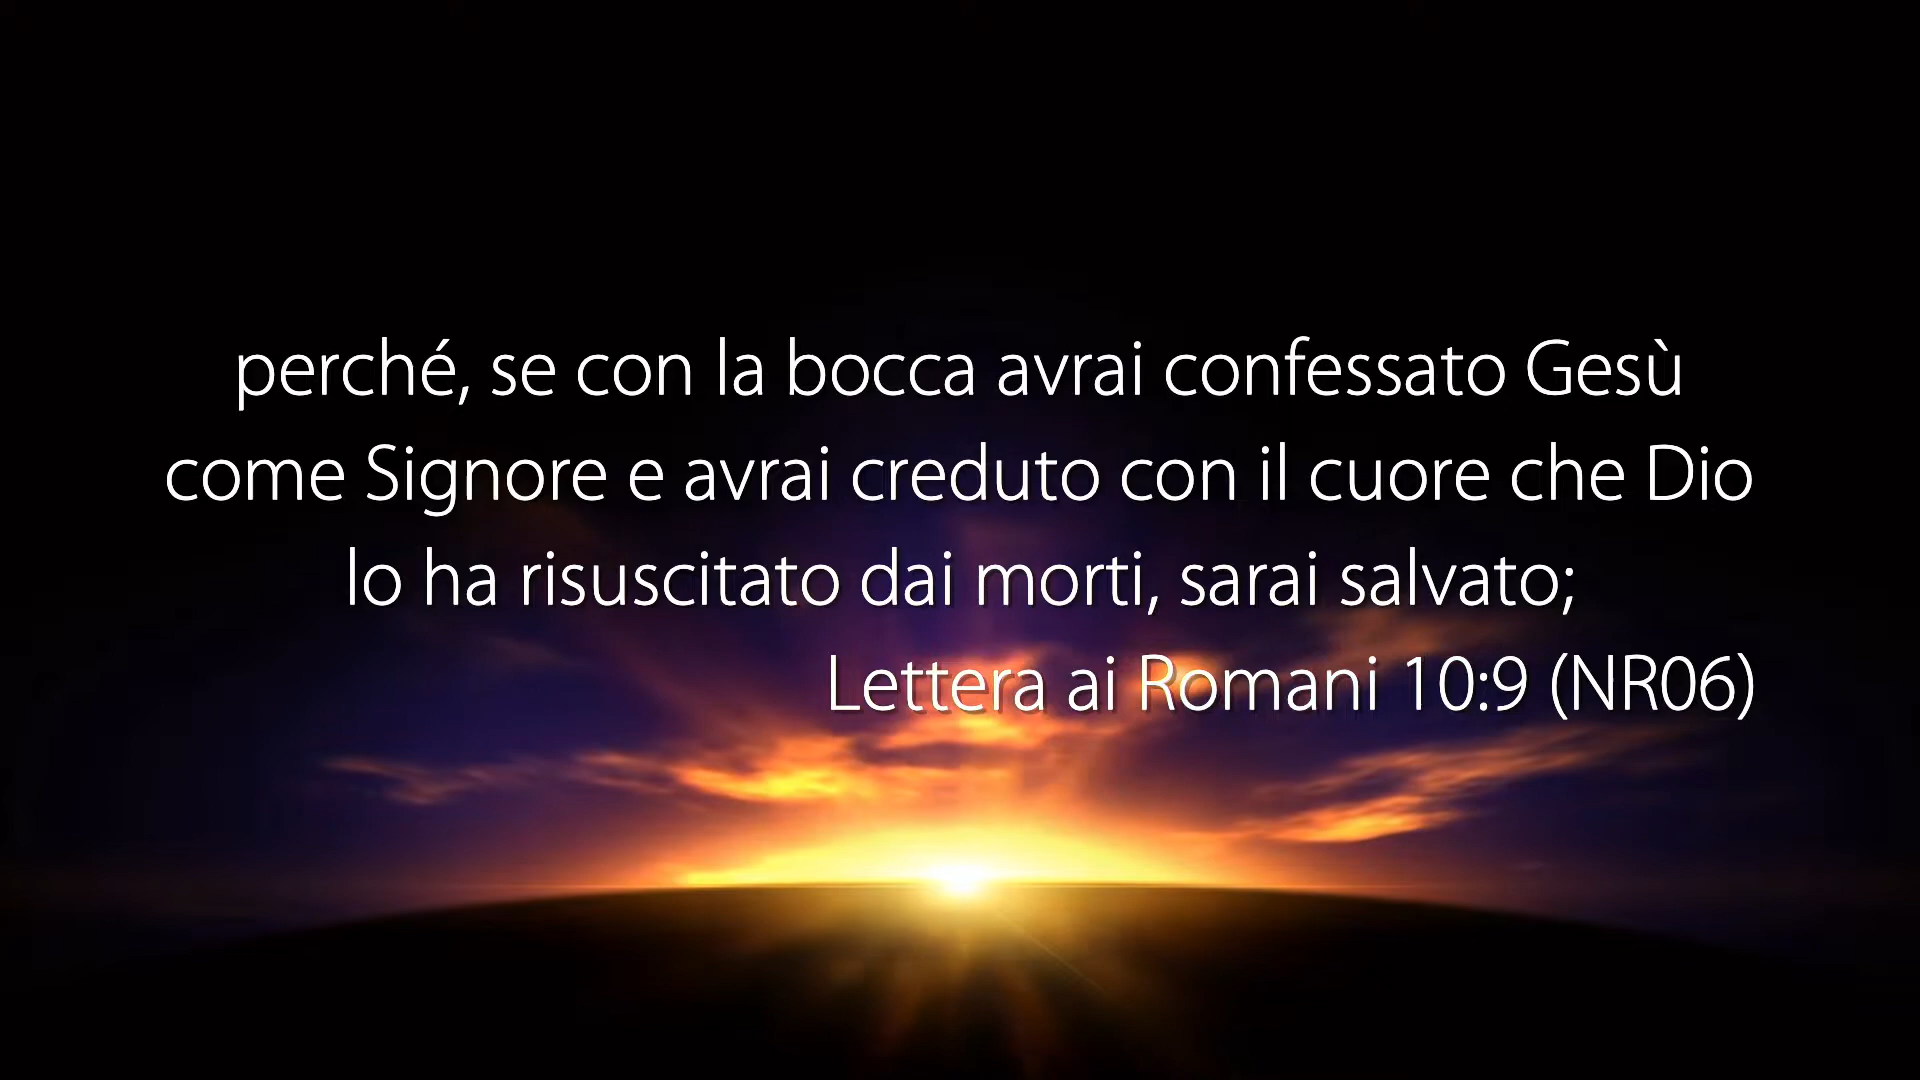 perché, se con la bocca avrai confessato Gesù
come Signore e avrai creduto con il cuore che Dio
lo ha risuscitato dai morti, sarai salvato;
Lettera ai Romani 10:9 (NR06)